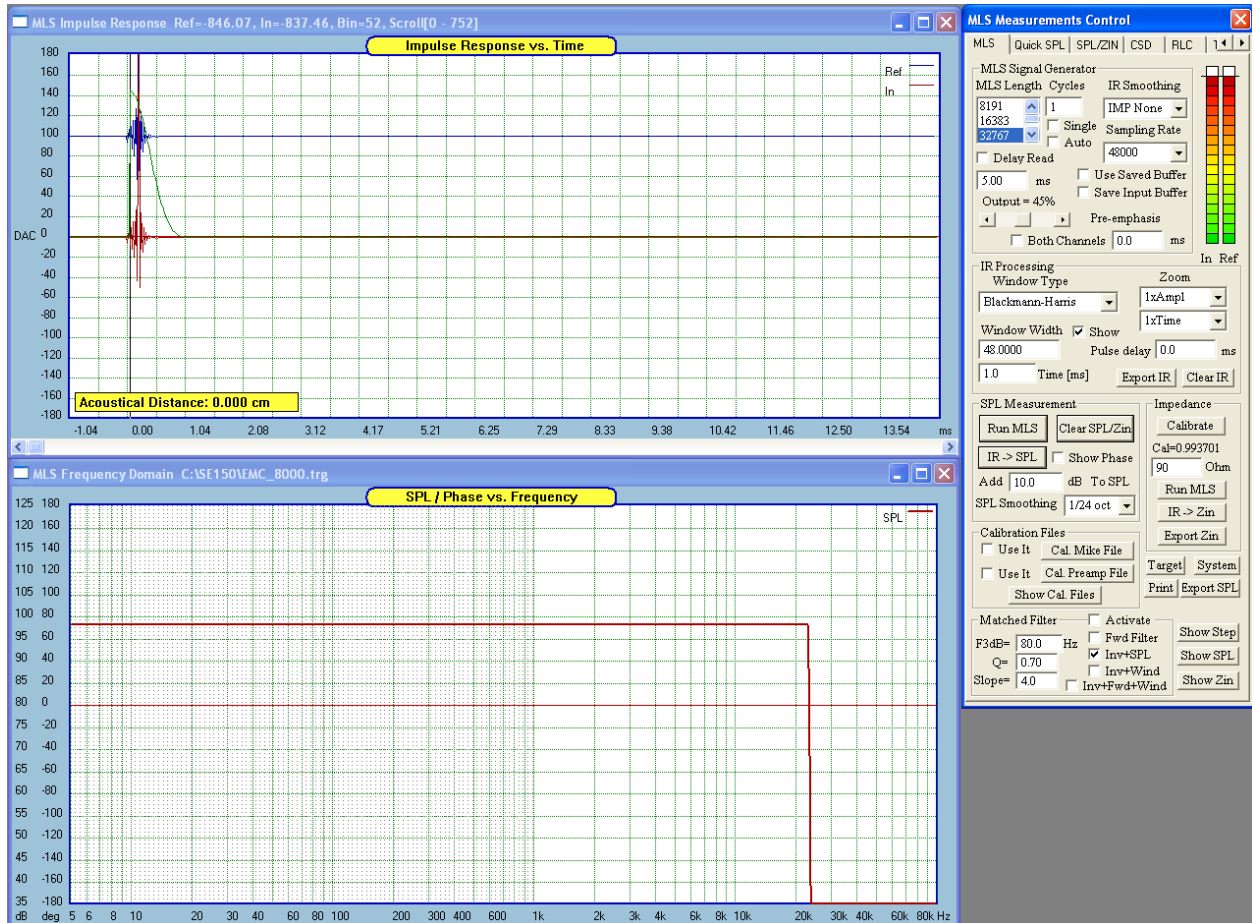 MLS Impulse Response Ref=-846.07, In=-837.46, Bin=52, Scroll[0 - 752]
Impulse Response vs. Time
180
160
140
120
100
80
60
40
20
DAC 0
-20
-40
-60
-80
-100
-120
-140
-160
-180
Ref
In
Acoustical Distance: 0.000 cm
-1.04 0.00 1.04 2.08 3.12 4.17 5.21 6.25 7.29 8.33 9.38 10.42 11.46 12.50 13.54 ms
MLS Frequency Domain C:\SE150\EMC_8000.trg
SPL / Phase vs. Frequency
SPL
125 180
120 160
115 140
110 120
105 100
100 80
95 60
90 40
85 20
80 0
75 -20
70 -40
65 -60
60 -80
55 -100
50 -120
45 -140
40 -160
35 -180
dB deg 5 6 8 10 20 30 40 60 80 100 200 300 400 600 1k 2k 3k 4k 6k 8k 10k 20k 30k 40k 60k 80k Hz
MLS Measurements Control
MLS Quick SPL SPL/ZIN CSD RLC
MLS Signal Generator
MLS Length Cycles IR Smoothing
8191
16383
32767
1
IMP None
Single
Auto
Sampling Rate
48000
Delay Read
5.00 ms
Use Saved Buffer
Save Input Buffer
Output = 45%
Pre-emphasis
Both Channels 0.0 ms
In Ref
IR Processing
Window Type
Zoom
Blackmann-Harris
1xAmpl
1xTime
Window Width Show
48.0000
Pulse delay 0.0 ms
1.0 Time [ms]
Export IR Clear IR
SPL Measurement
Run MLS Clear SPL/Zin
IR -> SPL Show Phase
Add 10.0 dB To SPL
SPL Smoothing 1/24 oct
Impedance
Calibrate
Cal=0.993701
90 Ohm
Run MLS
IR -> Zin
Export Zin
Calibration Files
Use It Cal. Mike File
Use It Cal. Preamp File
Show Cal. Files
Target System
Print Export SPL
Matched Filter
Activate
F3dB= 80.0 Hz
Q= 0.70
Slope= 4.0
Fwd Filter
Inv+SPL
Inv+Wind
Inv+Fwd+Wind
Show Step
Show SPL
Show Zin